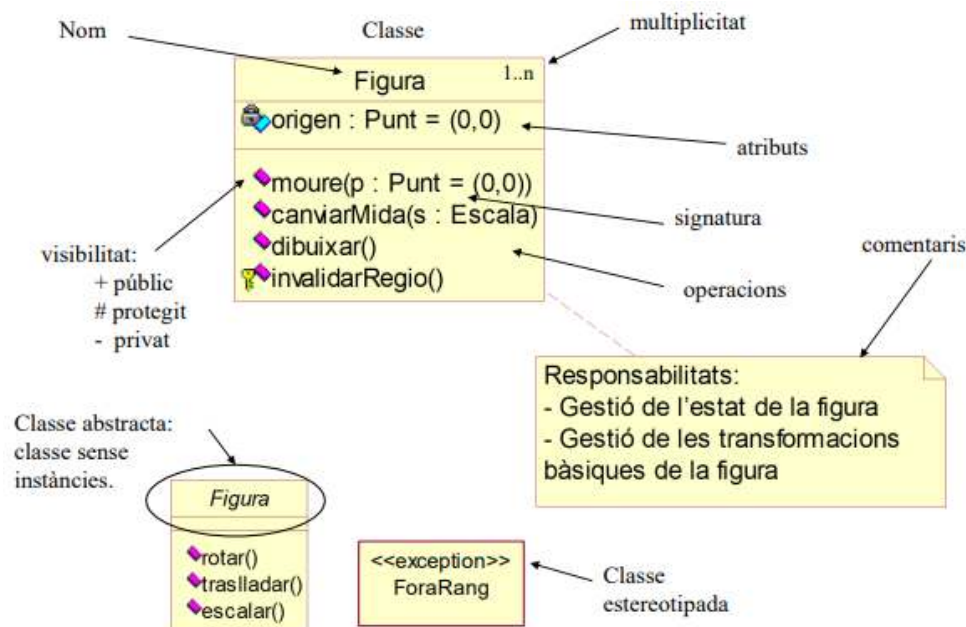 Nom
Classe
multiplicitat
Figura
1..n
origen : Punt = (0,0)
atributs
moure(p : Punt = (0,0))
canviarMida(s : Escala)
dibuixar()
invalidarRegio()
signatura
operacions
comentaris
visibilitat:
+ públic
# protegit
- privat
Responsabilitats:
- Gestió de l'estat de la figura
- Gestió de les transformacions
bàsiques de la figura
Classe abstracta:
classe sense
instàncies.
Figura
rotar()
traslladar()
escalar()
<<exception>>
ForaRang
Classe
estereotipada